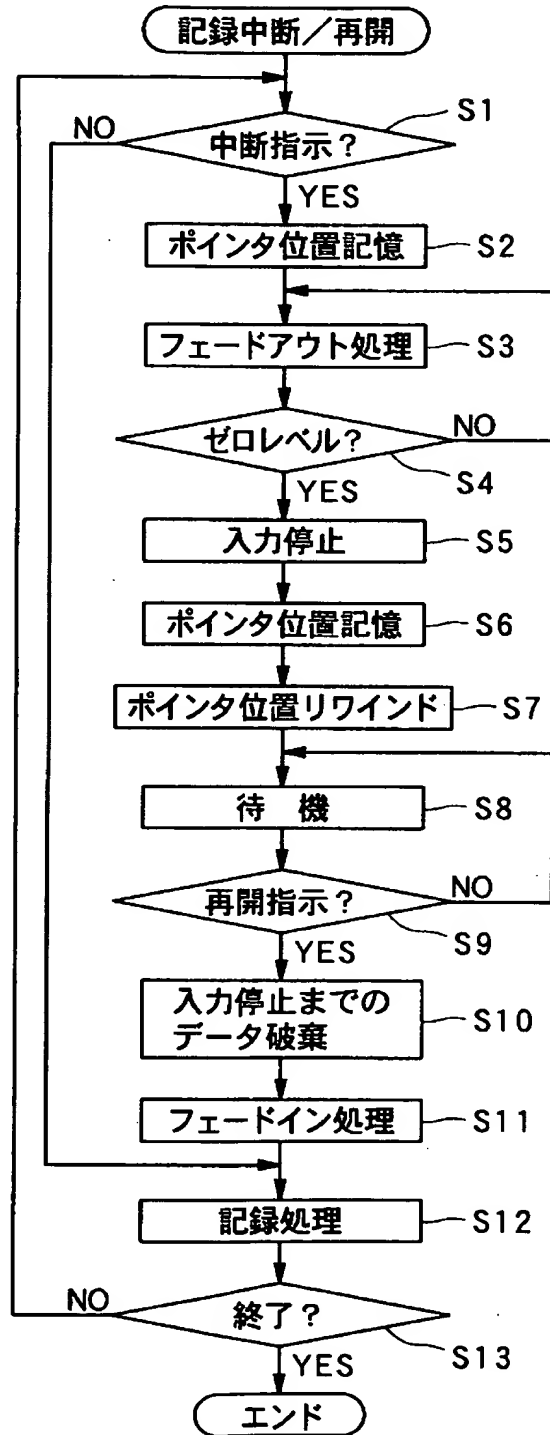 記録中断／再開
NO
中断指示？
S1
YES
ポインタ位置記憶
S2
フェードアウト処理
S3
ゼロレベル？
NO
S4
YES
入力停止
S5
ポインタ位置記憶
S6
ポインタ位置リワインド
S7
待 機
S8
再開指示？
NO
S9
YES
入力停止までの
データ破棄
S10
フェードイン処理
S11
記録処理
S12
NO
終了？
S13
YES
エンド